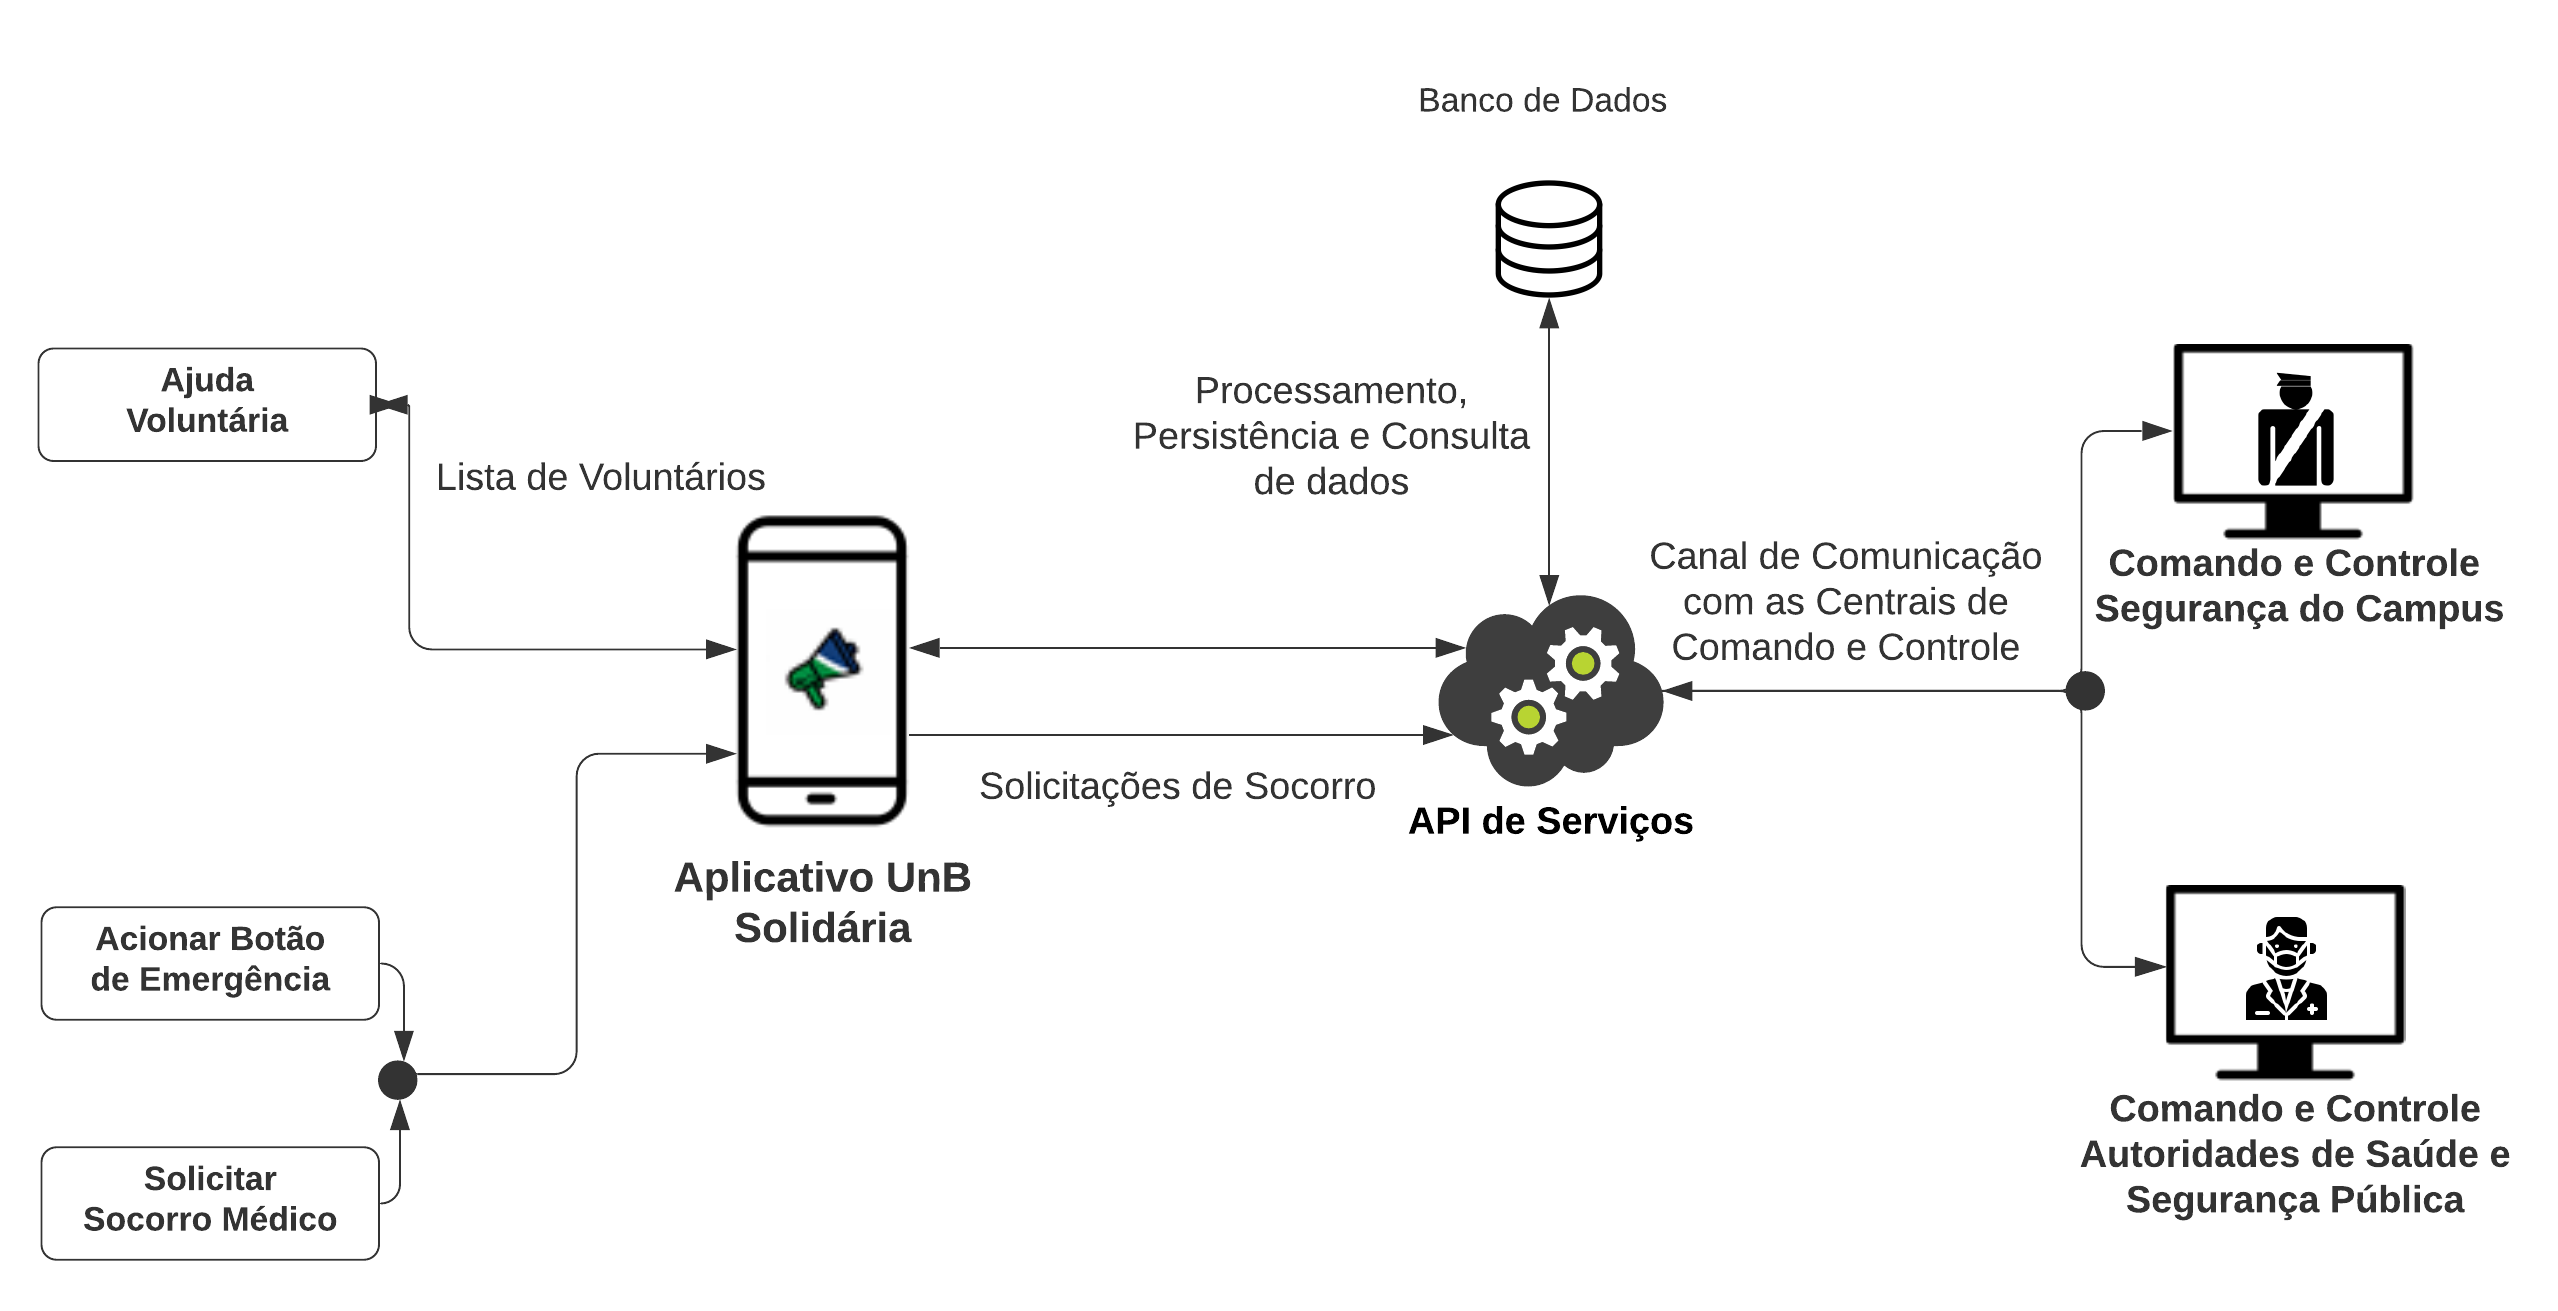 Banco de Dados
Ajuda
Voluntária
Lista de Voluntários
Processamento,
Persistência e Consulta
de dados
Canal de Comunicação
com as Centrais de
Comando e Controle
Comando e Controle
Segurança do Campus
Solicitações de Socorro
API de Serviços
Aplicativo UnB
Solidária
Acionar Botão
de Emergência
Solicitar
Socorro Médico
Comando e Controle
Autoridades de Saúde e
Segurança Pública